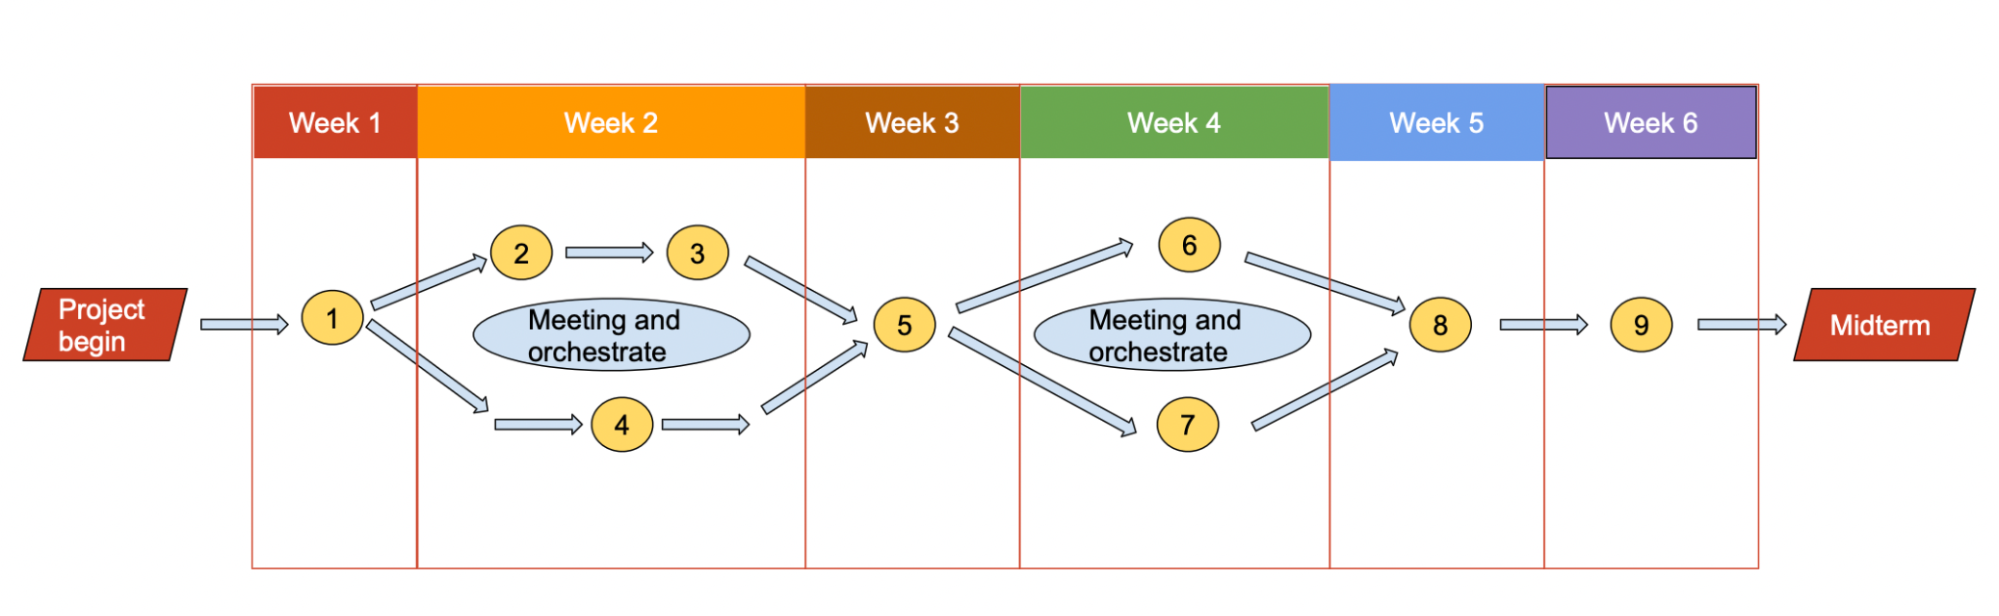 Week 1
Week 2
Week 3
Week 4
Week 5
Week 6
Project
begin
1
2
3
Meeting and
orchestrate
4
5
6
Meeting and
orchestrate
7
8
9
Midterm